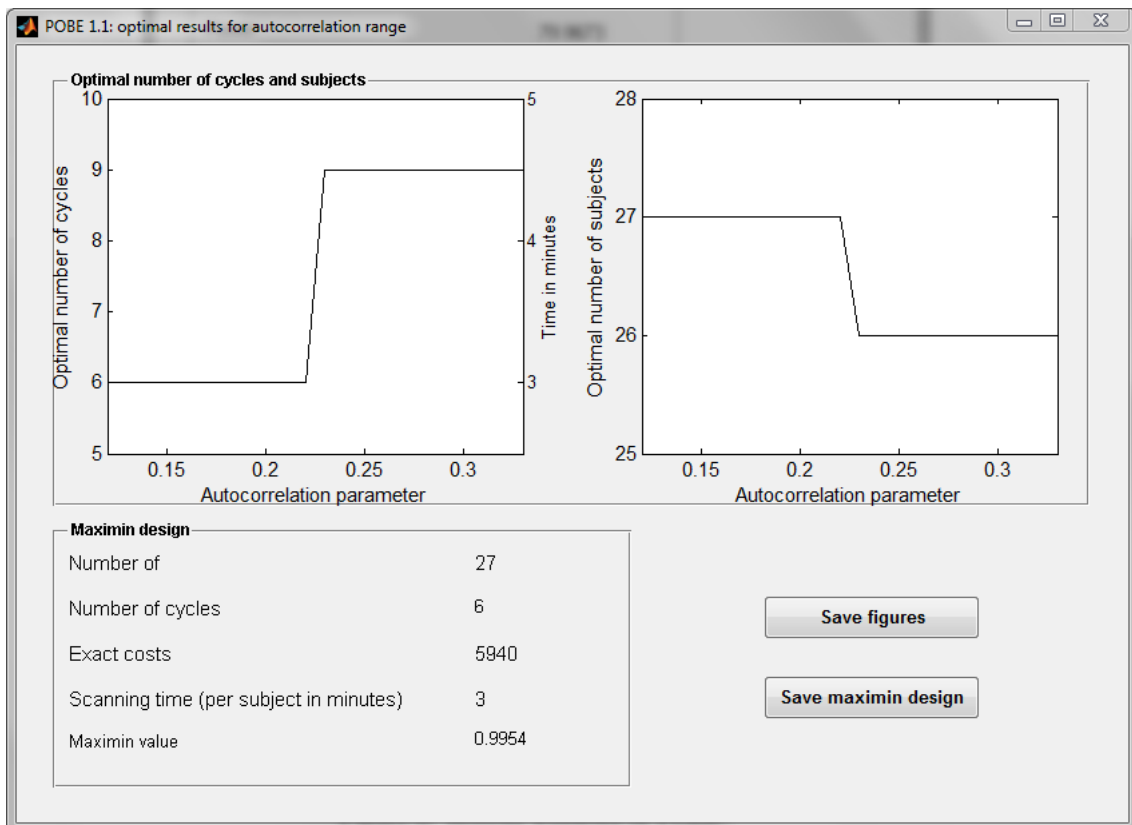 POBE 1.1: optimal results for autocorrelation range
Optimal number of cycles and subjects
10
9
8
7
6
5
Optimal number of cycles
0.15 0.2 0.25 0.3
Autocorrelation parameter
5
4
3
Time in minutes
28
27
26
25
Optimal number of subjects
0.15 0.2 0.25 0.3
Autocorrelation parameter
Maximin design
Number of 27
Number of cycles 6
Exact costs 5940
Scanning time (per subject in minutes) 3
Maximin value 0.9954
Save figures
Save maximin design